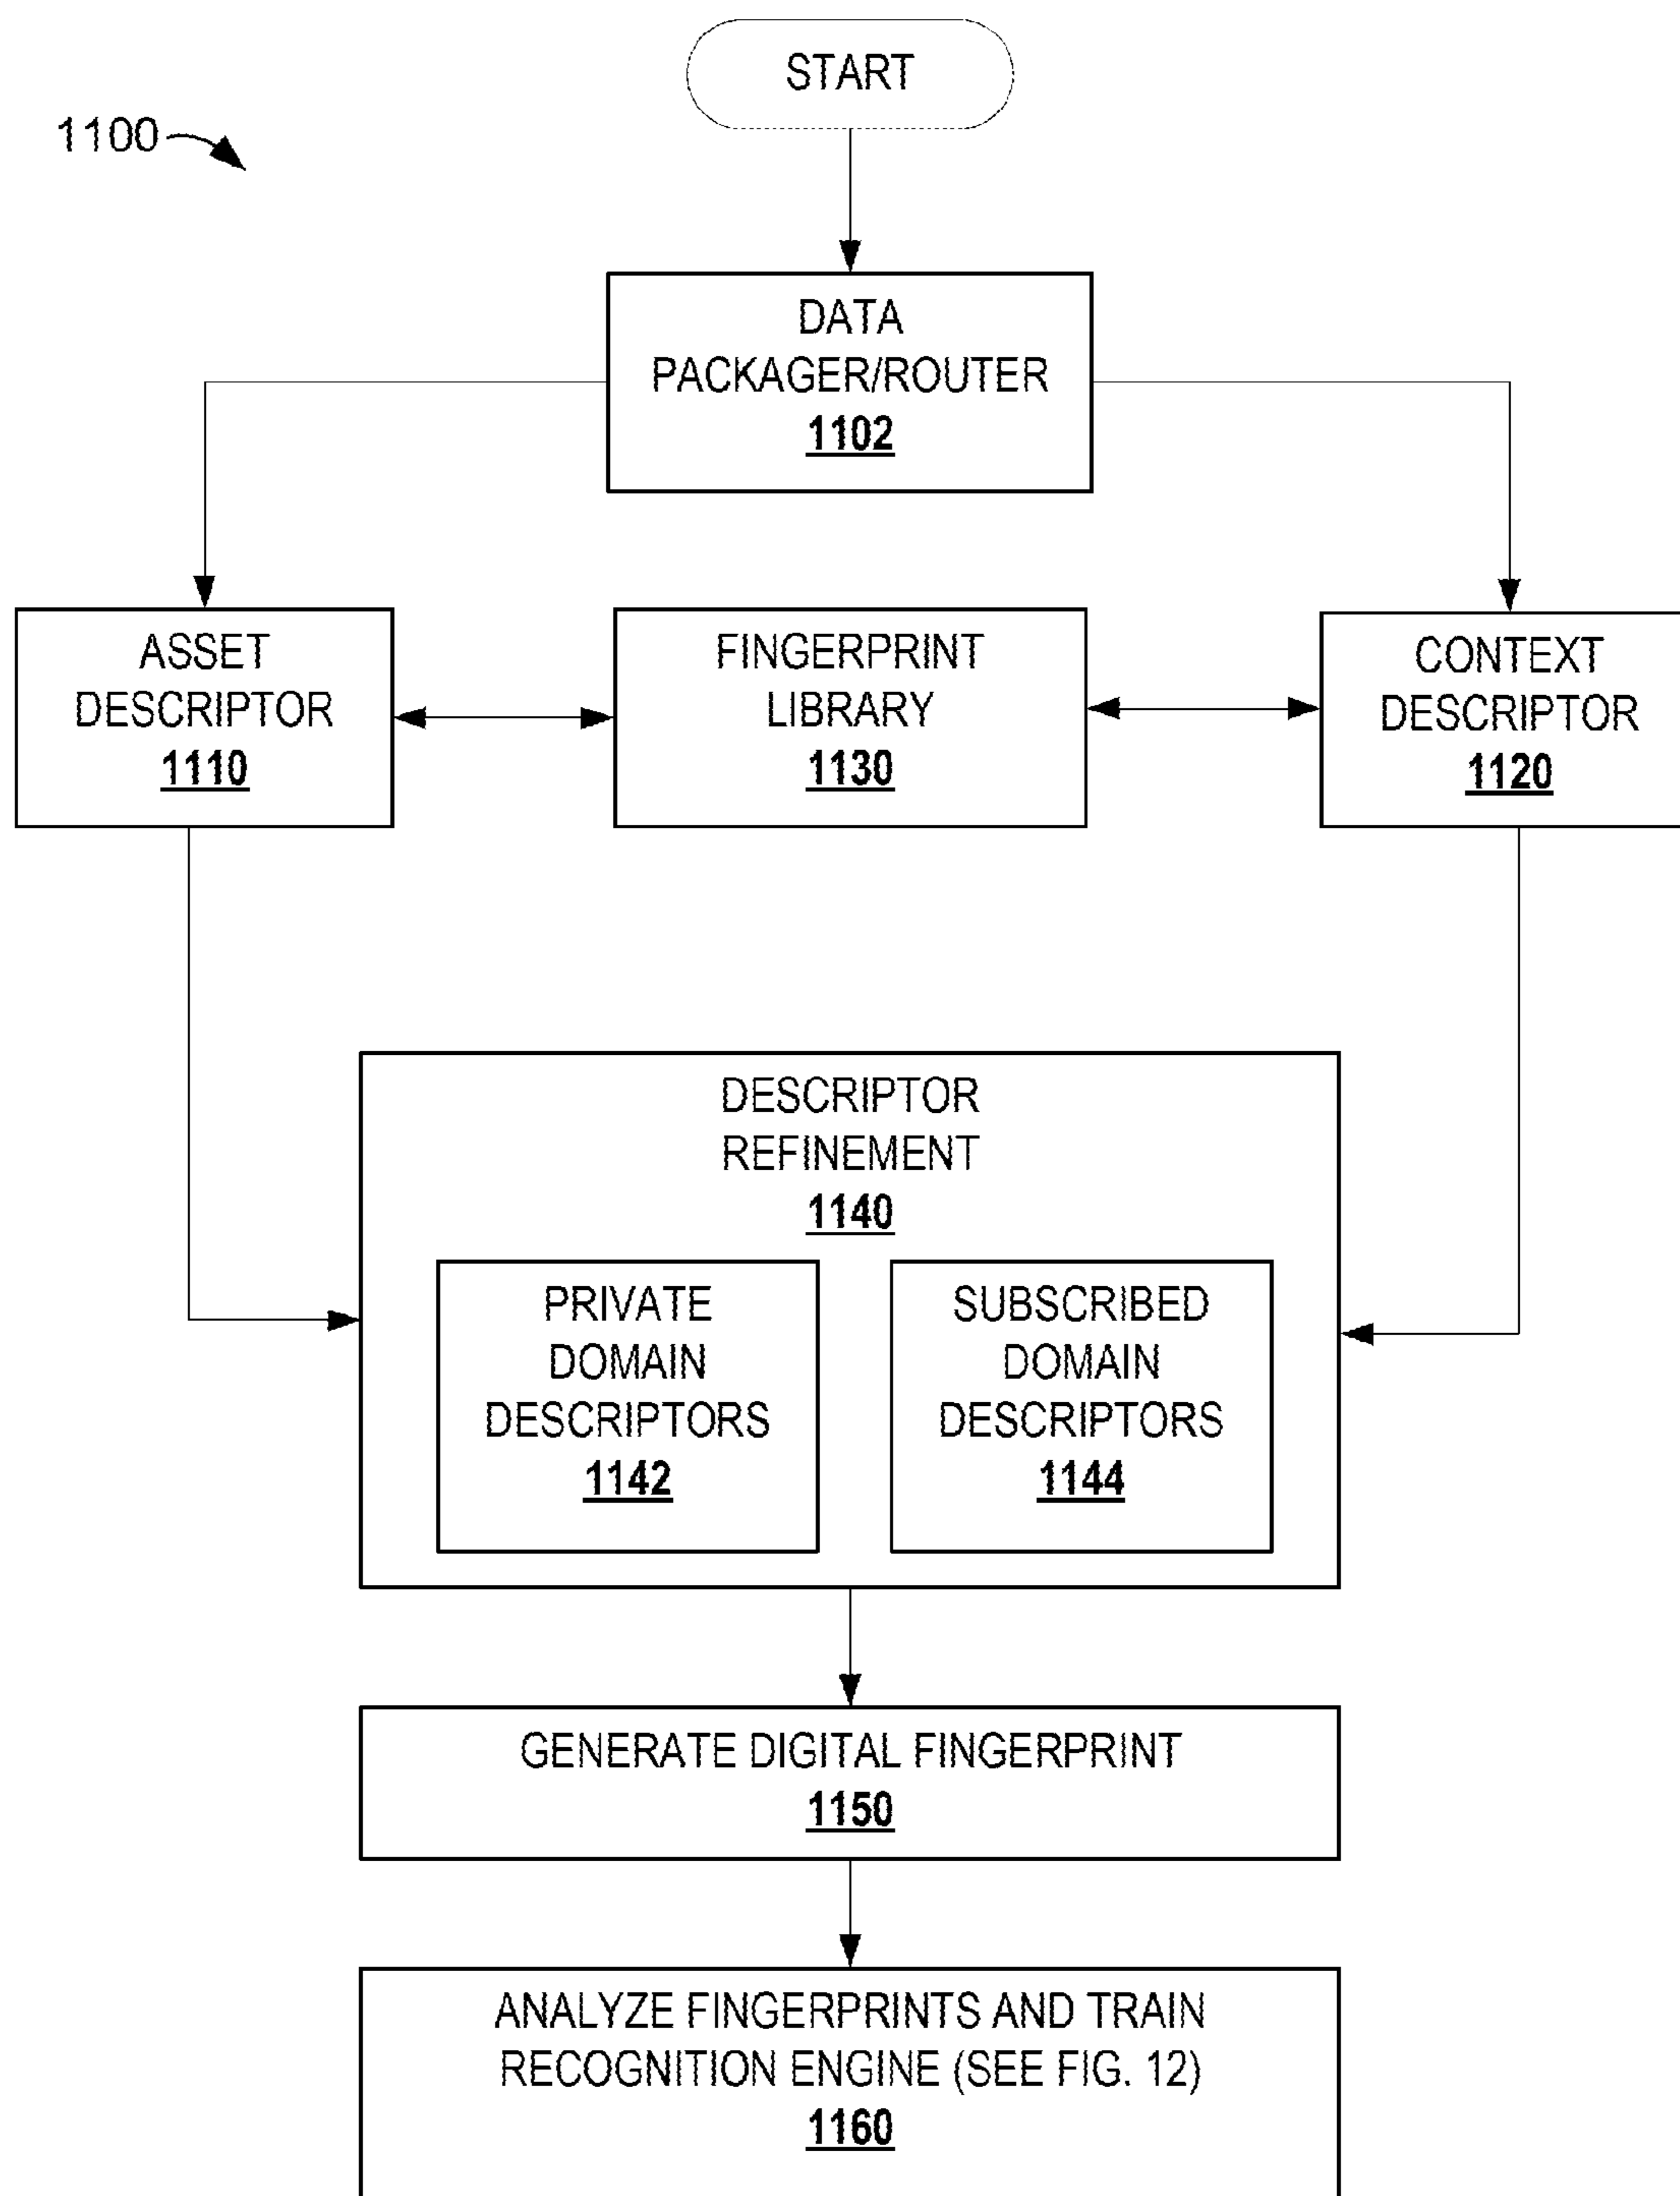 START
1100
DATA
PACKAGER/ROUTER
1102
ASSET
DESCRIPTOR
1110
FINGERPRINT
LIBRARY
1130
CONTEXT
DESCRIPTOR
1120
DESCRIPTOR
REFINEMENT
1140
PRIVATE
DOMAIN
DESCRIPTORS
1142
SUBSCRIBED
DOMAIN
DESCRIPTORS
1144
GENERATE DIGITAL FINGERPRINT
1150
ANALYZE FINGERPRINTS AND TRAIN
RECOGNITION ENGINE (SEE FIG. 12)
1160